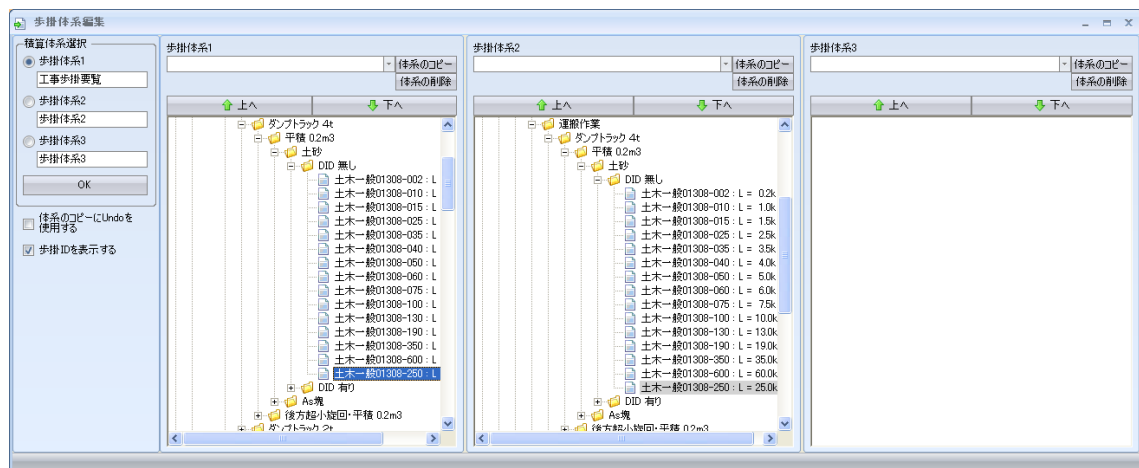 歩掛体系編集
積算体系選択
歩掛体系1
工事歩掛要覧
歩掛体系2
歩掛体系2
歩掛体系3
歩掛体系3
OK
体系のコピーにUndoを
使用する
歩掛IDを表示する
歩掛体系1
体系のコピー
体系の削除
上へ 下へ
ダンプトラック 4t
平積 0.2m3
土砂
DID 無し
土木一般01308-002 : L
土木一般01308-010 : L
土木一般01308-015 : L
土木一般01308-025 : L
土木一般01308-035 : L
土木一般01308-040 : L
土木一般01308-050 : L
土木一般01308-060 : L
土木一般01308-075 : L
土木一般01308-100 : L
土木一般01308-130 : L
土木一般01308-190 : L
土木一般01308-350 : L
土木一般01308-600 : L
土木一般01308-250 : L
DID 有り
As塊
後方超小旋回・平積 0.2m3
ダンプトラック 2t
歩掛体系2
体系のコピー
体系の削除
上へ 下へ
運搬作業
ダンプトラック 4t
平積 0.2m3
土砂
DID 無し
土木一般01308-002 : L = 0.2k
土木一般01308-010 : L = 1.0k
土木一般01308-015 : L = 1.5k
土木一般01308-025 : L = 2.5k
土木一般01308-035 : L = 3.5k
土木一般01308-040 : L = 4.0k
土木一般01308-050 : L = 5.0k
土木一般01308-060 : L = 6.0k
土木一般01308-075 : L = 7.5k
土木一般01308-100 : L = 10.0k
土木一般01308-130 : L = 13.0k
土木一般01308-190 : L = 19.0k
土木一般01308-350 : L = 35.0k
土木一般01308-600 : L = 60.0k
土木一般01308-250 : L = 25.0k
DID 有り
As塊
後方超小旋回・平積 0.2m3
歩掛体系3
体系のコピー
体系の削除
上へ 下へ